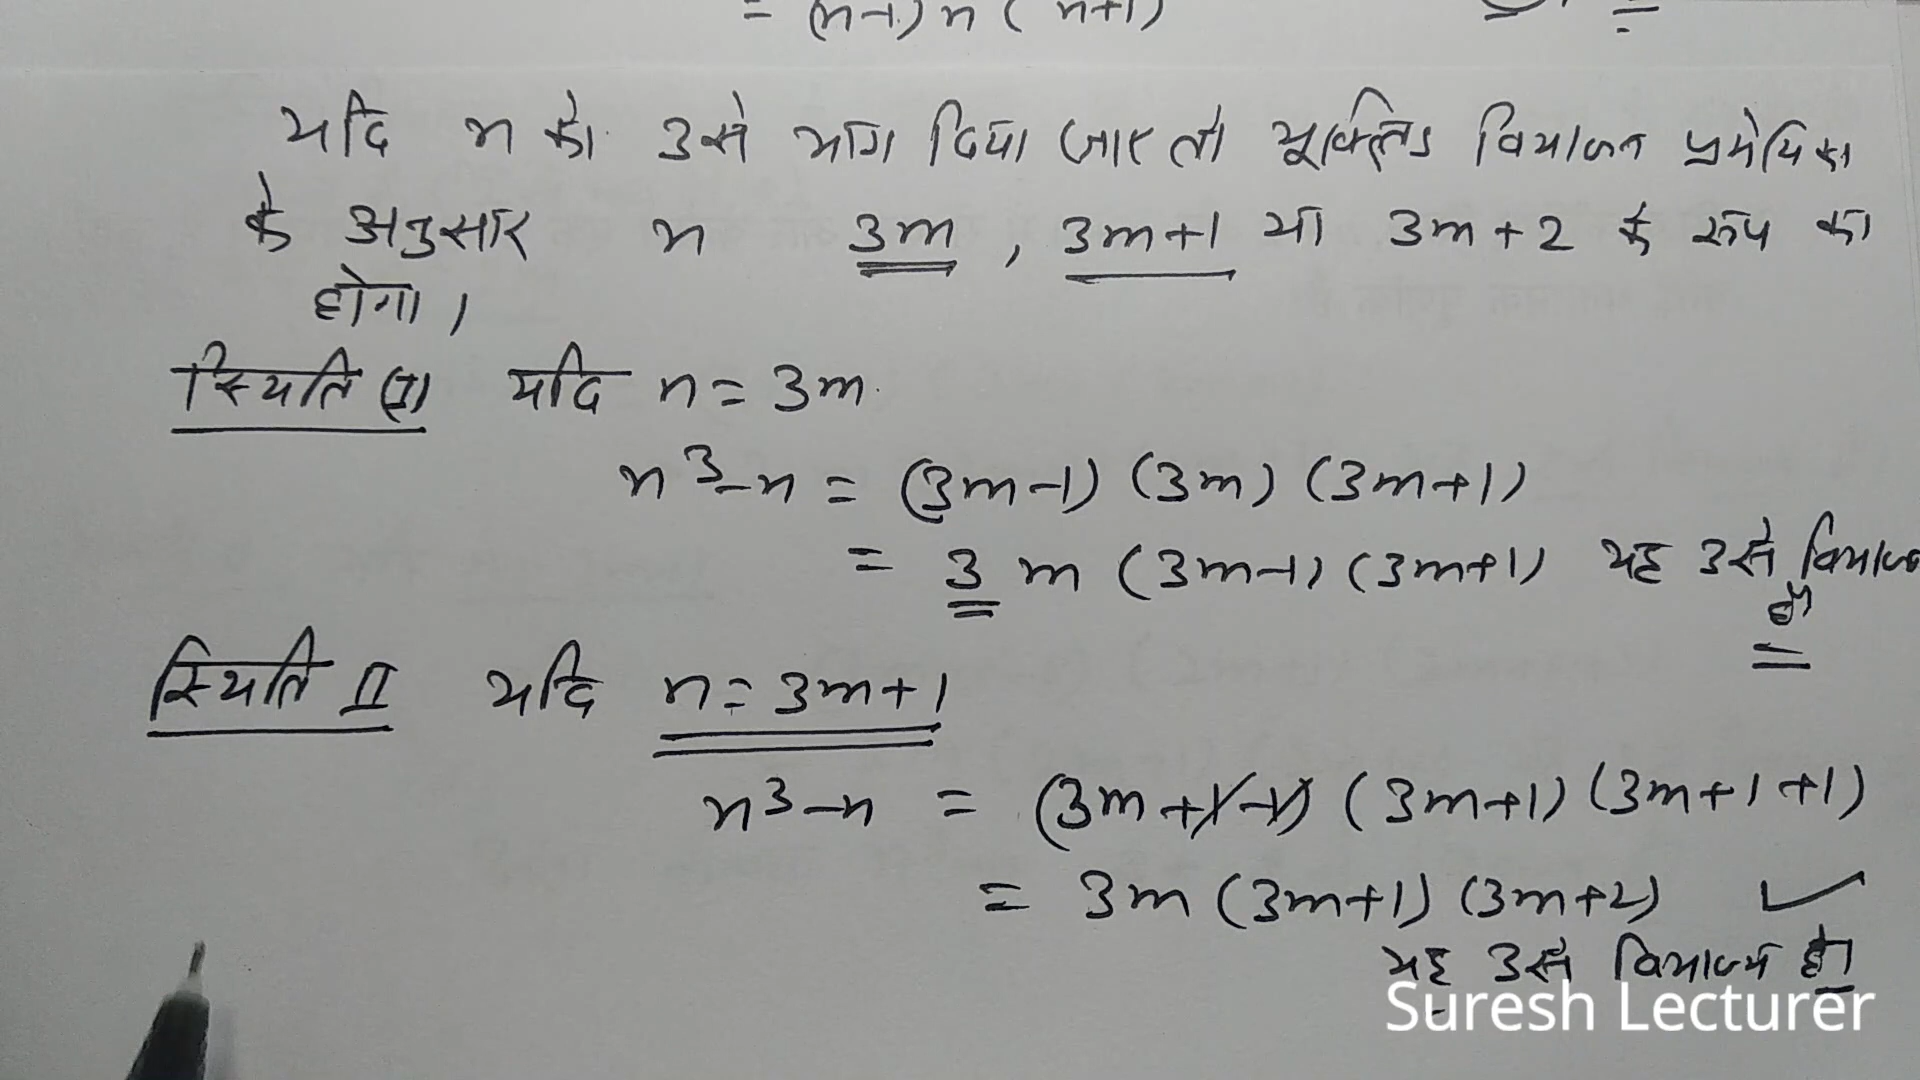 = (n-1) n (n+1)
यदि n को 3 से भाग दिया जाए तो यूक्लिड विभाजन प्रमेयिका
के अनुसार n 3m, 3m+1 या 3m+2 के रूप का
होगा।
स्थिति (I) यदि n = 3m.
n³-n = (3m-1) (3m) (3m+1)
= 3 m (3m-1) (3m+1) यह 3 से विभाज्य
है।
स्थिति II यदि n = 3m+1
n³-n = (3m+1-1) (3m+1) (3m+1+1)
= 3m (3m+1) (3m+2) ✓
यह 3 से विभाज्य है।
Suresh Lecturer